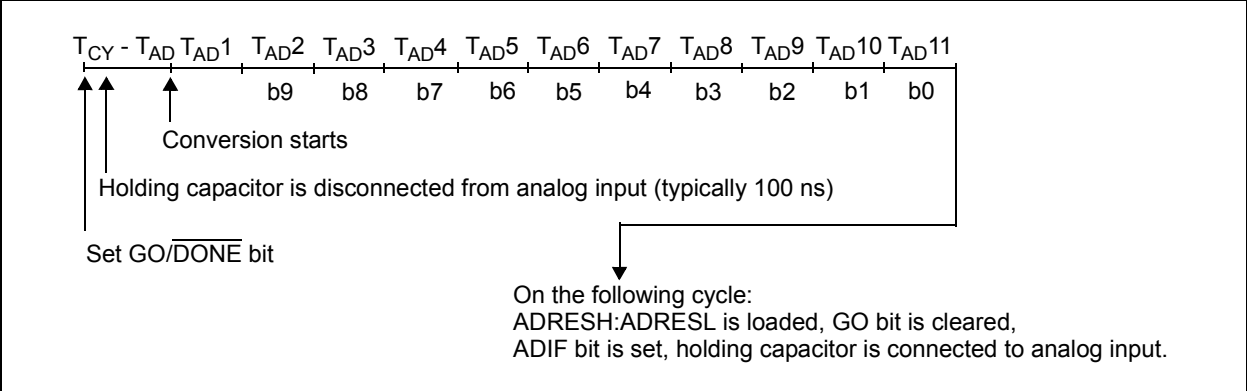 TCY - TAD TAD1 TAD2 TAD3 TAD4 TAD5 TAD6 TAD7 TAD8 TAD9 TAD10 TAD11
b9 b8 b7 b6 b5 b4 b3 b2 b1 b0
Conversion starts
Holding capacitor is disconnected from analog input (typically 100 ns)
Set GO/DONE bit
On the following cycle:
ADRESH:ADRESL is loaded, GO bit is cleared,
ADIF bit is set, holding capacitor is connected to analog input.